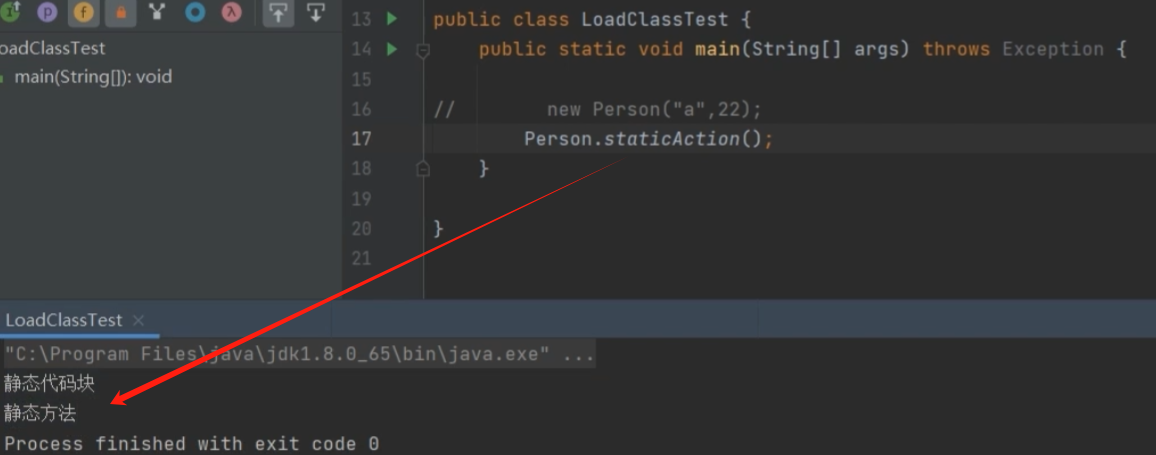 oadClassTest
main(String[]): void
13 public class LoadClassTest {
14 public static void main(String[] args) throws Exception {
15
16 // new Person("a",22);
17 Person.staticAction();
18 }
19
20 }
21
LoadClassTest ×
"C:\Program Files\java\jdk1.8.0_65\bin\java.exe" ...
静态代码块
静态方法
Process finished with exit code 0